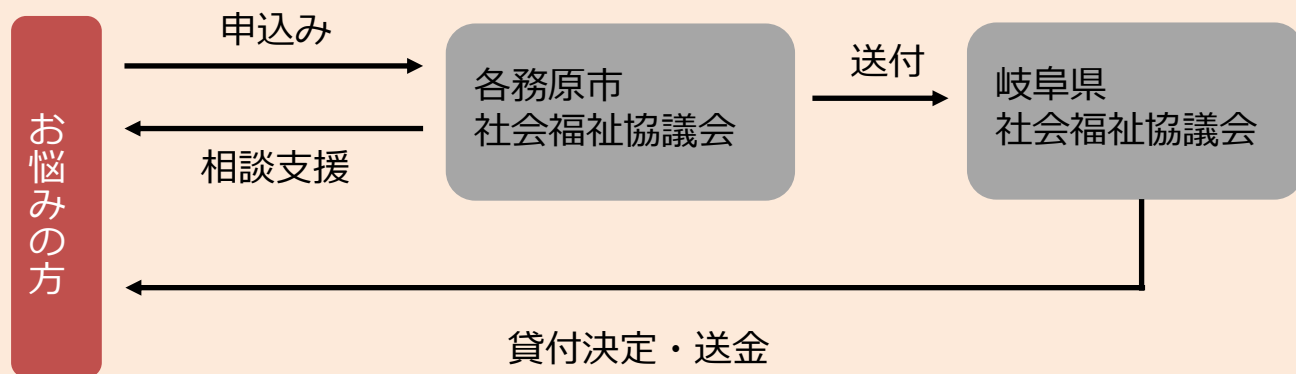 お悩みの方
申込み
相談支援
各務原市
社会福祉協議会
送付
岐阜県
社会福祉協議会
貸付決定・送金